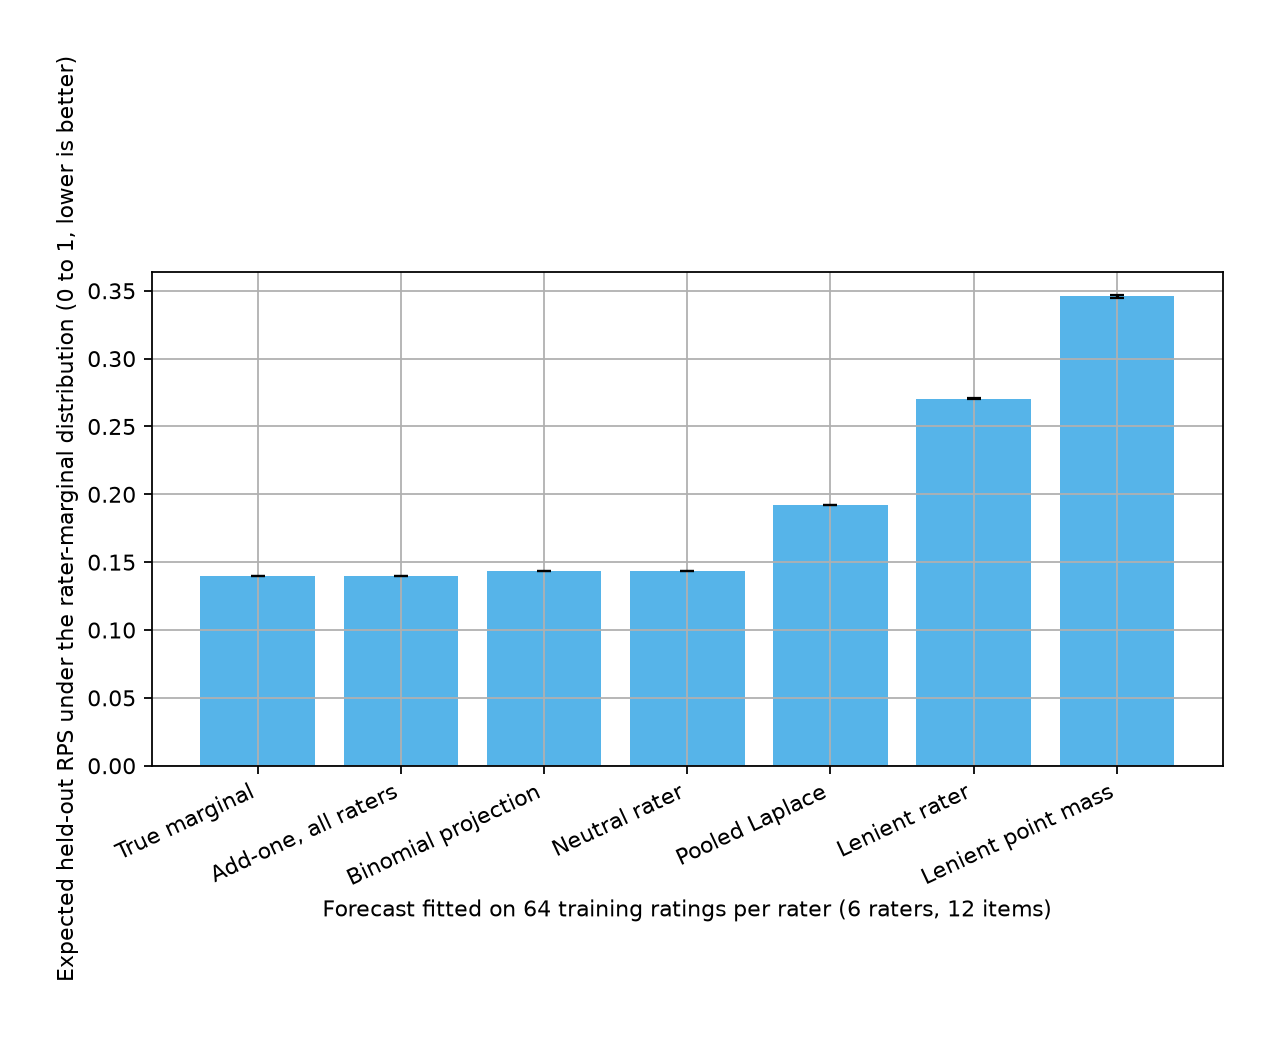 Expected held-out RPS under the rater-marginal distribution (0 to 1, lower is better)
0.35
0.30
0.25
0.20
0.15
0.10
0.05
0.00
True marginal
Add-one, all raters
Binomial projection
Neutral rater
Pooled Laplace
Lenient rater
Lenient point mass
Forecast fitted on 64 training ratings per rater (6 raters, 12 items)